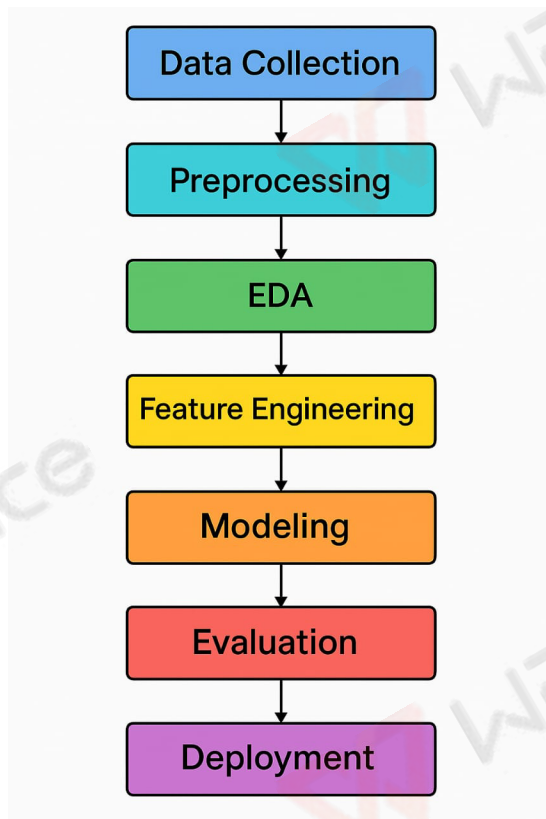 Data Collection
Preprocessing
EDA
Feature Engineering
Modeling
Evaluation
Deployment